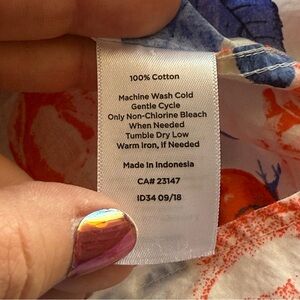 100% Cotton
Machine Wash Cold
Gentle Cycle
Only Non-Chlorine Bleach
When Needed
Tumble Dry Low
Warm Iron, If Needed
Made in Indonesia
CA# 23147
ID34 09/18